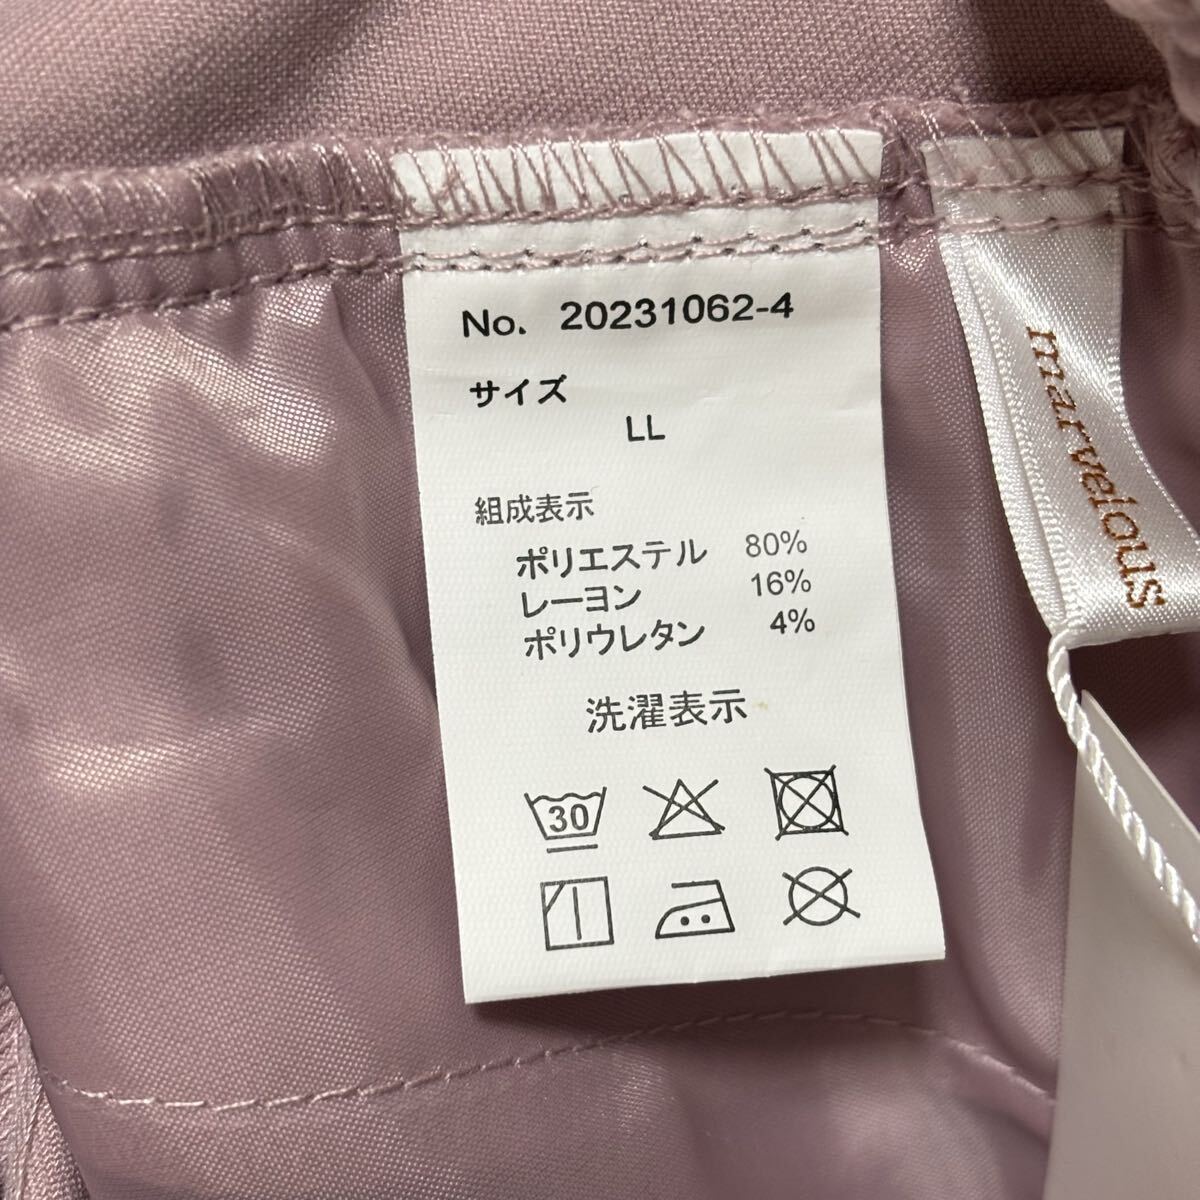 No. 20231062-4
サイズ
LL
組成表示
ポリエステル 80%
レーヨン 16%
ポリウレタン 4%
洗濯表示
30
marvelous